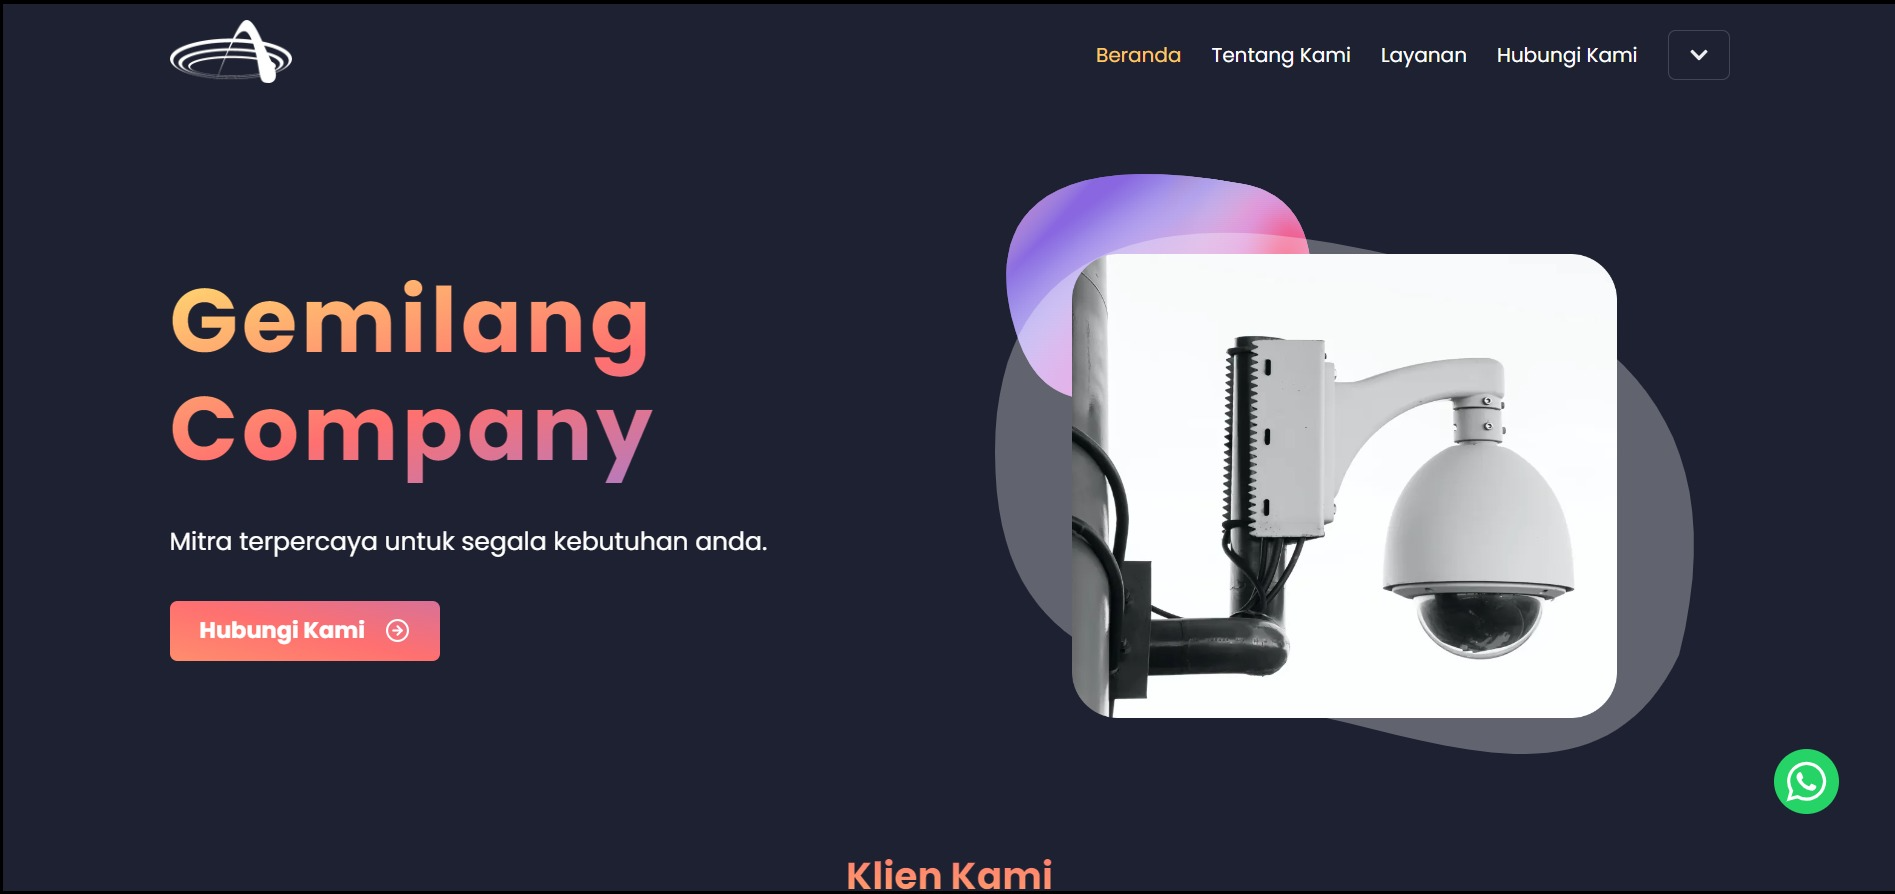 Beranda
Tentang Kami
Layanan
Hubungi Kami
Gemilang
Company
Mitra terpercaya untuk segala kebutuhan anda.
Hubungi Kami
Klien Kami